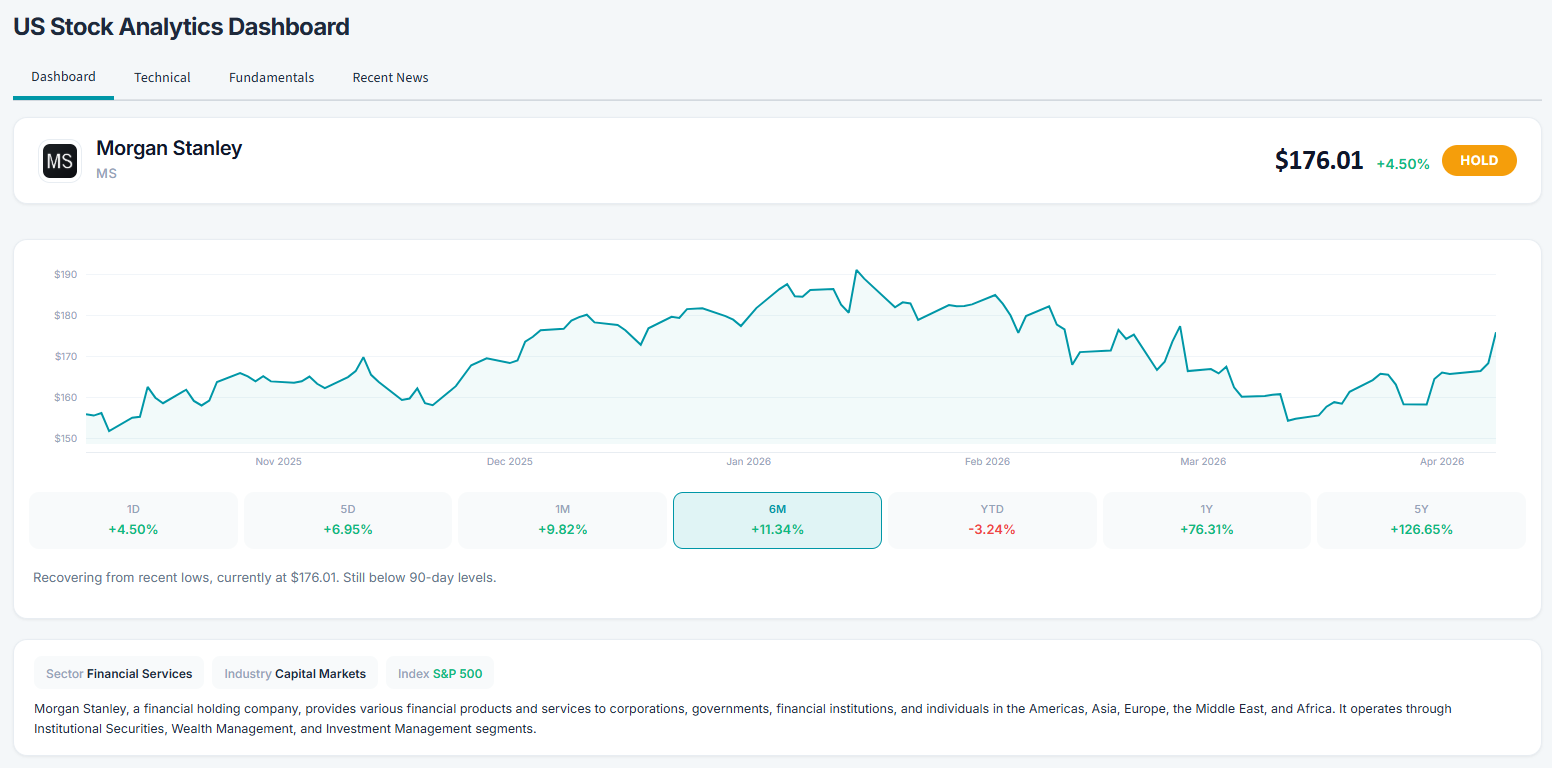 US Stock Analytics Dashboard
Dashboard Technical Fundamentals Recent News
MS Morgan Stanley
MS
$176.01 +4.50% HOLD
$190
$180
$170
$160
$150
Nov 2025 Dec 2025 Jan 2026 Feb 2026 Mar 2026 Apr 2026
1D 5D 1M 6M YTD 1Y 5Y
+4.50% +6.95% +9.82% +11.34% -3.24% +76.31% +126.65%
Recovering from recent lows, currently at $176.01. Still below 90-day levels.
Sector Financial Services Industry Capital Markets Index S&P 500
Morgan Stanley, a financial holding company, provides various financial products and services to corporations, governments, financial institutions, and individuals in the Americas, Asia, Europe, the Middle East, and Africa. It operates through
Institutional Securities, Wealth Management, and Investment Management segments.